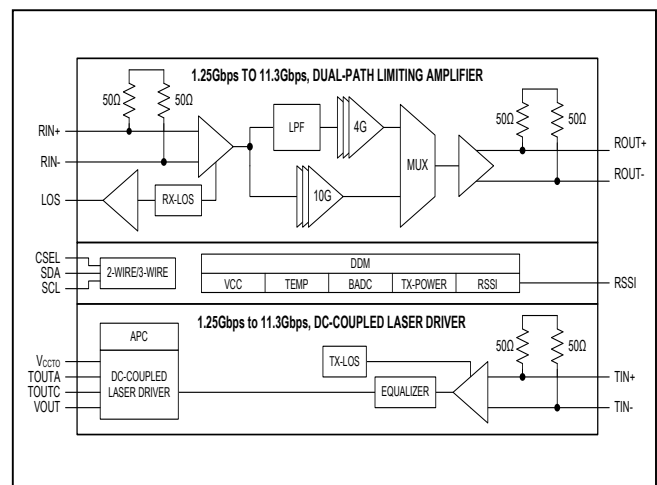 1.25Gbps TO 11.3Gbps, DUAL-PATH LIMITING AMPLIFIER
50Ω 50Ω 50Ω 50Ω
RIN+
RIN-
LOS
RX-LOS
LPF
4G
10G
MUX
ROUT+
ROUT-
CSEL
SDA
SCL
2-WIRE/3-WIRE
DDM
VCC TEMP BADC TX-POWER RSSI
RSSI
1.25Gbps to 11.3Gbps, DC-COUPLED LASER DRIVER
APC
VCCTO
TOUTA
TOUTC
VOUT
DC-COUPLED
LASER DRIVER
TX-LOS
EQUALIZER
50Ω 50Ω
TIN+
TIN-